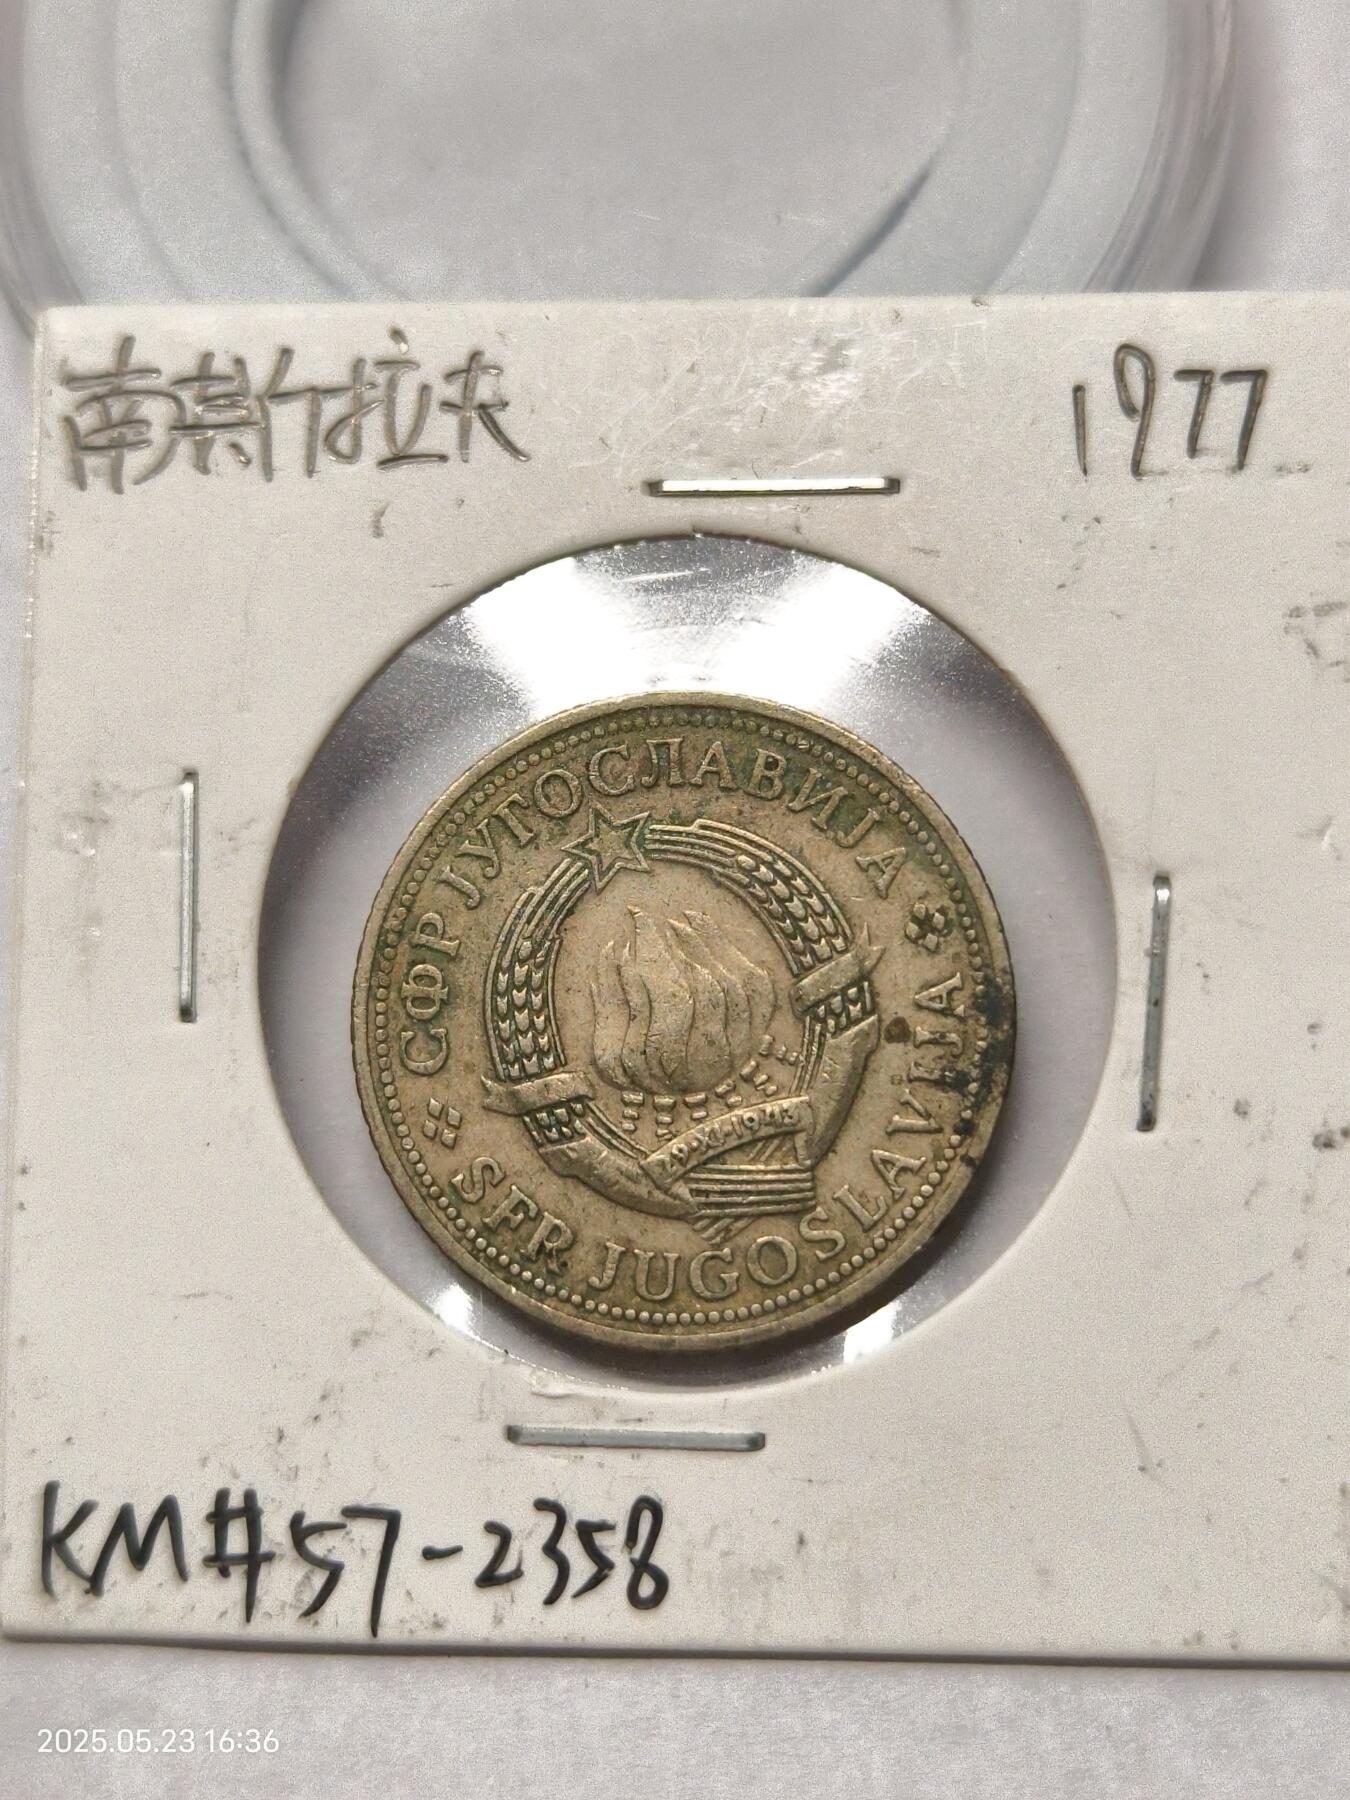 南斯拉夫
1977
СФР ЈУГОСЛАВИЈА
SFR JUGOSLAVIJA
29·XI·1943
KM#57-2358
2025.05.23 16:36